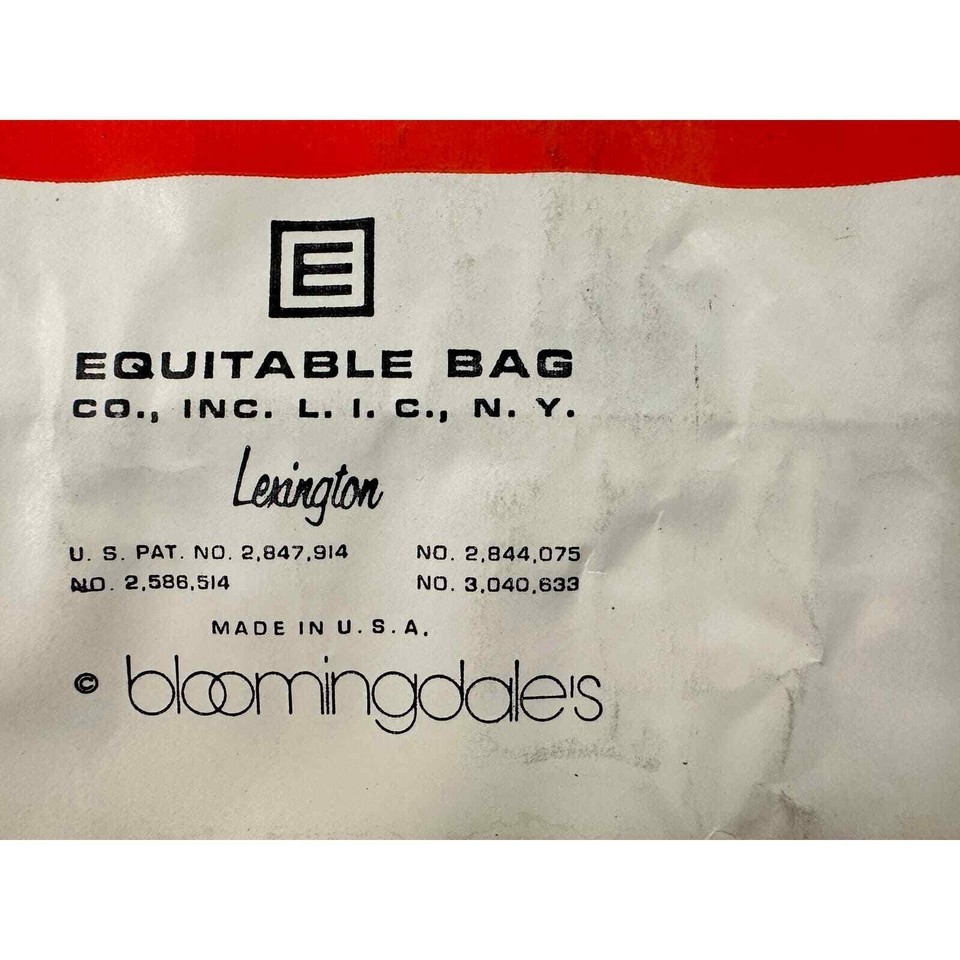 E
EQUITABLE BAG
CO., INC. L. I. C., N. Y.
Lexington
U. S. PAT. NO. 2,847,914 NO. 2,844,075
NO. 2,586,514 NO. 3,040,633
MADE IN U. S. A.
© bloomingdale's